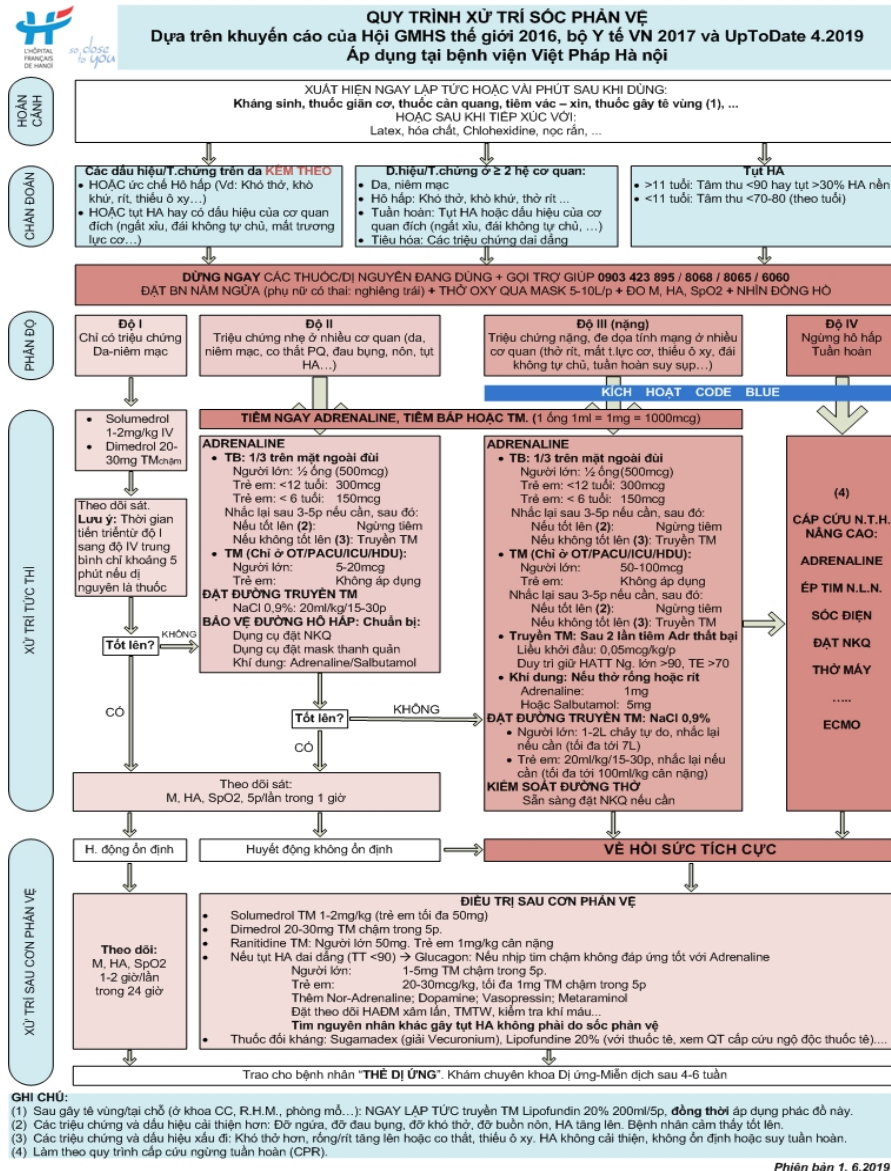 L'HÔPITAL
FRANÇAIS
DE HANOÏ
so close
to you
QUY TRÌNH XỬ TRÍ SỐC PHẢN VỆ
Dựa trên khuyến cáo của Hội GMHS thế giới 2016, bộ Y tế VN 2017 và UpToDate 4.2019
Áp dụng tại bệnh viện Việt Pháp Hà nội
HOÀN CẢNH
XUẤT HIỆN NGAY LẬP TỨC HOẶC VÀI PHÚT SAU KHI DÙNG:
Kháng sinh, thuốc giãn cơ, thuốc cản quang, tiêm vác – xin, thuốc gây tê vùng (1), ...
HOẶC SAU KHI TIẾP XÚC VỚI:
Latex, hóa chất, Chlohexidine, nọc rắn, ...
CHẨN ĐOÁN
Các dấu hiệu/T.chứng trên da KÈM THEO
• HOẶC ức chế Hô hấp (Vd: Khó thở, khò
khứ, rít, thiếu ô xy…)
• HOẶC tụt HA hay có dấu hiệu của cơ quan
đích (ngất xỉu, đái không tự chủ, mất trương
lực cơ…)
D.hiệu/T.chứng ở ≥ 2 hệ cơ quan:
• Da, niêm mạc
• Hô hấp: Khó thở, khò khứ, thở rít ...
• Tuần hoàn: Tụt HA hoặc dấu hiệu của cơ
quan đích (ngất xỉu, đái không tự chủ, …)
• Tiêu hóa: Các triệu chứng dai dẳng
Tụt HA
• >11 tuổi: Tâm thu <90 hay tụt >30% HA nền
• <11 tuổi: Tâm thu <70-80 (theo tuổi)
DỪNG NGAY CÁC THUỐC/DỊ NGUYÊN ĐANG DÙNG + GỌI TRỢ GIÚP 0903 423 895 / 8068 / 8065 / 6060
ĐẶT BN NẰM NGỬA (phụ nữ có thai: nghiêng trái) + THỞ OXY QUA MASK 5-10L/p + ĐO M, HA, SpO2 + NHÌN ĐỒNG HỒ
PHÂN ĐỘ
Độ I
Chỉ có triệu chứng
Da-niêm mạc
Độ II
Triệu chứng nhẹ ở nhiều cơ quan (da,
niêm mạc, co thắt PQ, đau bụng, nôn, tụt
HA…)
Độ III (nặng)
Triệu chứng nặng, đe dọa tính mạng ở nhiều
cơ quan (thở rít, mất t.lực cơ, thiếu ô xy, đái
không tự chủ, tuần hoàn suy sụp…)
Độ IV
Ngừng hô hấp
Tuần hoàn
KÍCH HOẠT CODE BLUE
XỬ TRÍ TỨC THÌ
• Solumedrol
1-2mg/kg IV
• Dimedrol 20-
30mg TMchậm
Theo dõi sát.
Lưu ý: Thời gian
tiến triểntừ độ I
sang độ IV trung
bình chỉ khoảng 5
phút nếu dị
nguyên là thuốc
Tốt lên?
KHÔNG
CÓ
TIÊM NGAY ADRENALINE, TIÊM BẮP HOẶC TM. (1 ống 1ml = 1mg = 1000mcg)
ADRENALINE
• TB: 1/3 trên mặt ngoài đùi
Người lớn: ½ ống (500mcg)
Trẻ em: <12 tuổi: 300mcg
Trẻ em: < 6 tuổi: 150mcg
Nhắc lại sau 3-5p nếu cần, sau đó:
Nếu tốt lên (2): Ngừng tiêm
Nếu không tốt lên (3): Truyền TM
• TM (Chỉ ở OT/PACU/ICU/HDU):
Người lớn: 5-20mcg
Trẻ em: Không áp dụng
ĐẶT ĐƯỜNG TRUYỀN TM
NaCl 0,9%: 20ml/kg/15-30p
BẢO VỆ ĐƯỜNG HÔ HẤP: Chuẩn bị:
Dụng cụ đặt NKQ
Dụng cụ đặt mask thanh quản
Khí dung: Adrenaline/Salbutamol
Tốt lên?
KHÔNG
CÓ
ADRENALINE
• TB: 1/3 trên mặt ngoài đùi
Người lớn: ½ ống(500mcg)
Trẻ em: <12 tuổi: 300mcg
Trẻ em: < 6 tuổi: 150mcg
Nhắc lại sau 3-5p nếu cần, sau đó:
Nếu tốt lên (2): Ngừng tiêm
Nếu không tốt lên (3): Truyền TM
• TM (Chỉ ở OT/PACU/ICU/HDU):
Người lớn: 50-100mcg
Trẻ em: Không áp dụng
Nhắc lại sau 3-5p nếu cần, sau đó:
Nếu tốt lên (2): Ngừng tiêm
Nếu không tốt lên (3): Truyền TM
• Truyền TM: Sau 2 lần tiêm Adr thất bại
Liều khởi đầu: 0,05mcg/kg/p
Duy trì giữ HATT Ng. lớn >90, TE >70
• Khí dung: Nếu thở rống hoặc rít
Adrenaline: 1mg
Hoặc Salbutamol: 5mg
ĐẶT ĐƯỜNG TRUYỀN TM: NaCl 0,9%
• Người lớn: 1-2L chảy tự do, nhắc lại
nếu cần (tối đa tới 7L)
• Trẻ em: 20ml/kg/15-30p, nhắc lại nếu
cần (tối đa tới 100ml/kg cân nặng)
KIỂM SOÁT ĐƯỜNG THỞ
Sẵn sàng đặt NKQ nếu cần
(4)
CẤP CỨU N.T.H.
NÂNG CAO:
ADRENALINE
ÉP TIM N.L.N.
SỐC ĐIỆN
ĐẶT NKQ
THỞ MÁY
…..
ECMO
Theo dõi sát:
M, HA, SpO2, 5p/lần trong 1 giờ
XỬ TRÍ SAU CƠN PHẢN VỆ
H. động ổn định
Huyết động không ổn định
VỀ HỒI SỨC TÍCH CỰC
Theo dõi:
M, HA, SpO2
1-2 giờ/lần
trong 24 giờ
ĐIỀU TRỊ SAU CƠN PHẢN VỆ
• Solumedrol TM 1-2mg/kg (trẻ em tối đa 50mg)
• Dimedrol 20-30mg TM chậm trong 5p.
• Ranitidine TM: Người lớn 50mg. Trẻ em 1mg/kg cân nặng
• Nếu tụt HA dai dẳng (TT <90) → Glucagon: Nếu nhịp tim chậm không đáp ứng tốt với Adrenaline
Người lớn: 1-5mg TM chậm trong 5p.
Trẻ em: 20-30mcg/kg, tối đa 1mg TM chậm trong 5p
Thêm Nor-Adrenaline; Dopamine; Vasopressin; Metaraminol
Đặt theo dõi HAĐM xâm lấn, TMTW, kiểm tra khí máu...
Tìm nguyên nhân khác gây tụt HA không phải do sốc phản vệ
• Thuốc đối kháng: Sugamadex (giải Vecuronium), Lipofundine 20% (với thuốc tê, xem QT cấp cứu ngộ độc thuốc tê)....
Trao cho bệnh nhân “THẺ DỊ ỨNG”. Khám chuyên khoa Dị ứng-Miễn dịch sau 4-6 tuần
GHI CHÚ:
(1) Sau gây tê vùng/tại chỗ (ở khoa CC, R.H.M., phòng mổ…): NGAY LẬP TỨC truyền TM Lipofundin 20% 200ml/5p, đồng thời áp dụng phác đồ này.
(2) Các triệu chứng và dấu hiệu cải thiện hơn: Đỡ ngứa, đỡ đau bụng, đỡ khó thở, đỡ buồn nôn, HA tăng lên. Bệnh nhân cảm thấy tốt lên.
(3) Các triệu chứng và dấu hiệu xấu đi: Khó thở hơn, rống/rít tăng lên hoặc co thắt, thiếu ô xy. HA không cải thiện, không ổn định hoặc suy tuần hoàn.
(4) Làm theo quy trình cấp cứu ngừng tuần hoàn (CPR).
Phiên bản 1. 6.2019